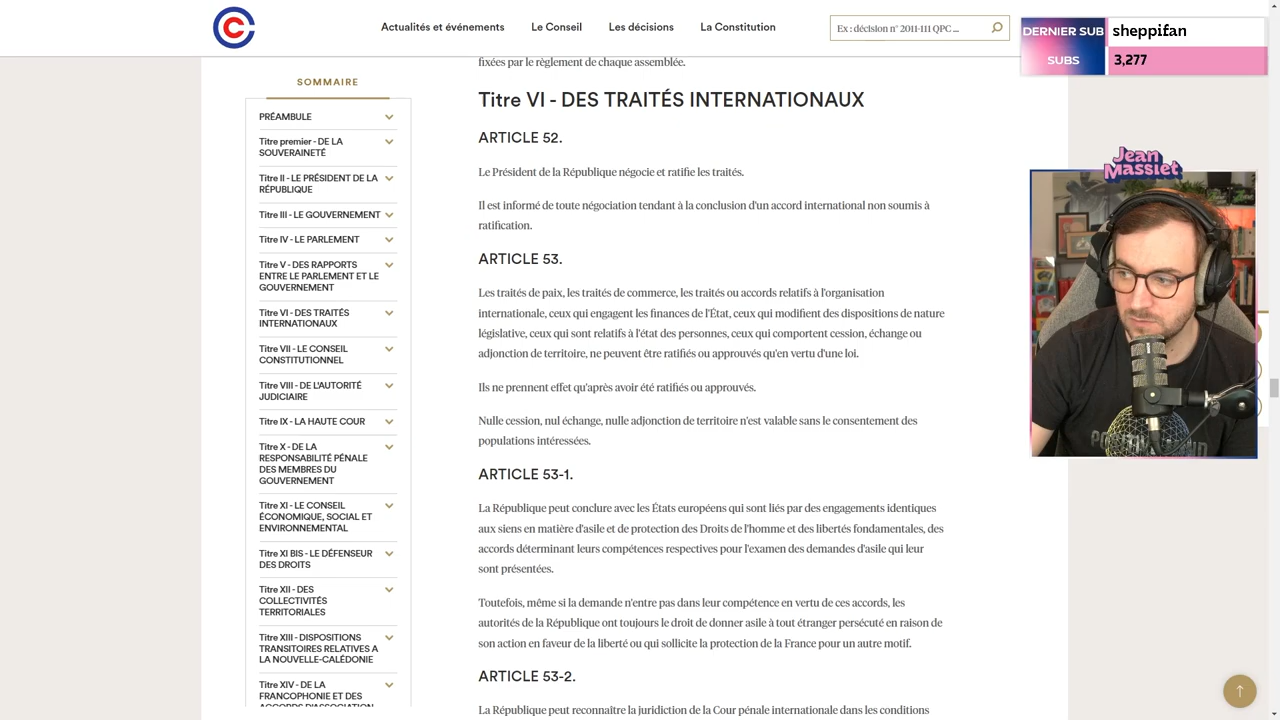 Actualités et événements
Le Conseil
Les décisions
La Constitution
Ex : décision n° 2011-111 QPC ...
DERNIER SUB
sheppifan
SUBS
3,277
Jean
Massiet
SOMMAIRE
PRÉAMBULE
Titre premier - DE LA
SOUVERAINETÉ
Titre II - LE PRÉSIDENT DE LA
RÉPUBLIQUE
Titre III - LE GOUVERNEMENT
Titre IV - LE PARLEMENT
Titre V - DES RAPPORTS
ENTRE LE PARLEMENT ET LE
GOUVERNEMENT
Titre VI - DES TRAITÉS
INTERNATIONAUX
Titre VII - LE CONSEIL
CONSTITUTIONNEL
Titre VIII - DE L'AUTORITÉ
JUDICIAIRE
Titre IX - LA HAUTE COUR
Titre X - DE LA
RESPONSABILITÉ PÉNALE
DES MEMBRES DU
GOUVERNEMENT
Titre XI - LE CONSEIL
ÉCONOMIQUE, SOCIAL ET
ENVIRONNEMENTAL
Titre XI BIS - LE DÉFENSEUR
DES DROITS
Titre XII - DES
COLLECTIVITÉS
TERRITORIALES
Titre XIII - DISPOSITIONS
TRANSITOIRES RELATIVES A
LA NOUVELLE-CALÉDONIE
Titre XIV - DE LA
FRANCOPHONIE ET DES
ACCORDS D'ASSOCIATION
fixées par le règlement de chaque assemblée.
Titre VI - DES TRAITÉS INTERNATIONAUX
ARTICLE 52.
Le Président de la République négocie et ratifie les traités.
Il est informé de toute négociation tendant à la conclusion d'un accord international non soumis à
ratification.
ARTICLE 53.
Les traités de paix, les traités de commerce, les traités ou accords relatifs à l'organisation
internationale, ceux qui engagent les finances de l'État, ceux qui modifient des dispositions de nature
législative, ceux qui sont relatifs à l'état des personnes, ceux qui comportent cession, échange ou
adjonction de territoire, ne peuvent être ratifiés ou approuvés qu'en vertu d'une loi.
Ils ne prennent effet qu'après avoir été ratifiés ou approuvés.
Nulle cession, nul échange, nulle adjonction de territoire n'est valable sans le consentement des
populations intéressées.
ARTICLE 53-1.
La République peut conclure avec les États européens qui sont liés par des engagements identiques
aux siens en matière d'asile et de protection des Droits de l'homme et des libertés fondamentales, des
accords déterminant leurs compétences respectives pour l'examen des demandes d'asile qui leur
sont présentées.
Toutefois, même si la demande n'entre pas dans leur compétence en vertu de ces accords, les
autorités de la République ont toujours le droit de donner asile à tout étranger persécuté en raison de
son action en faveur de la liberté ou qui sollicite la protection de la France pour un autre motif.
ARTICLE 53-2.
La République peut reconnaître la juridiction de la Cour pénale internationale dans les conditions